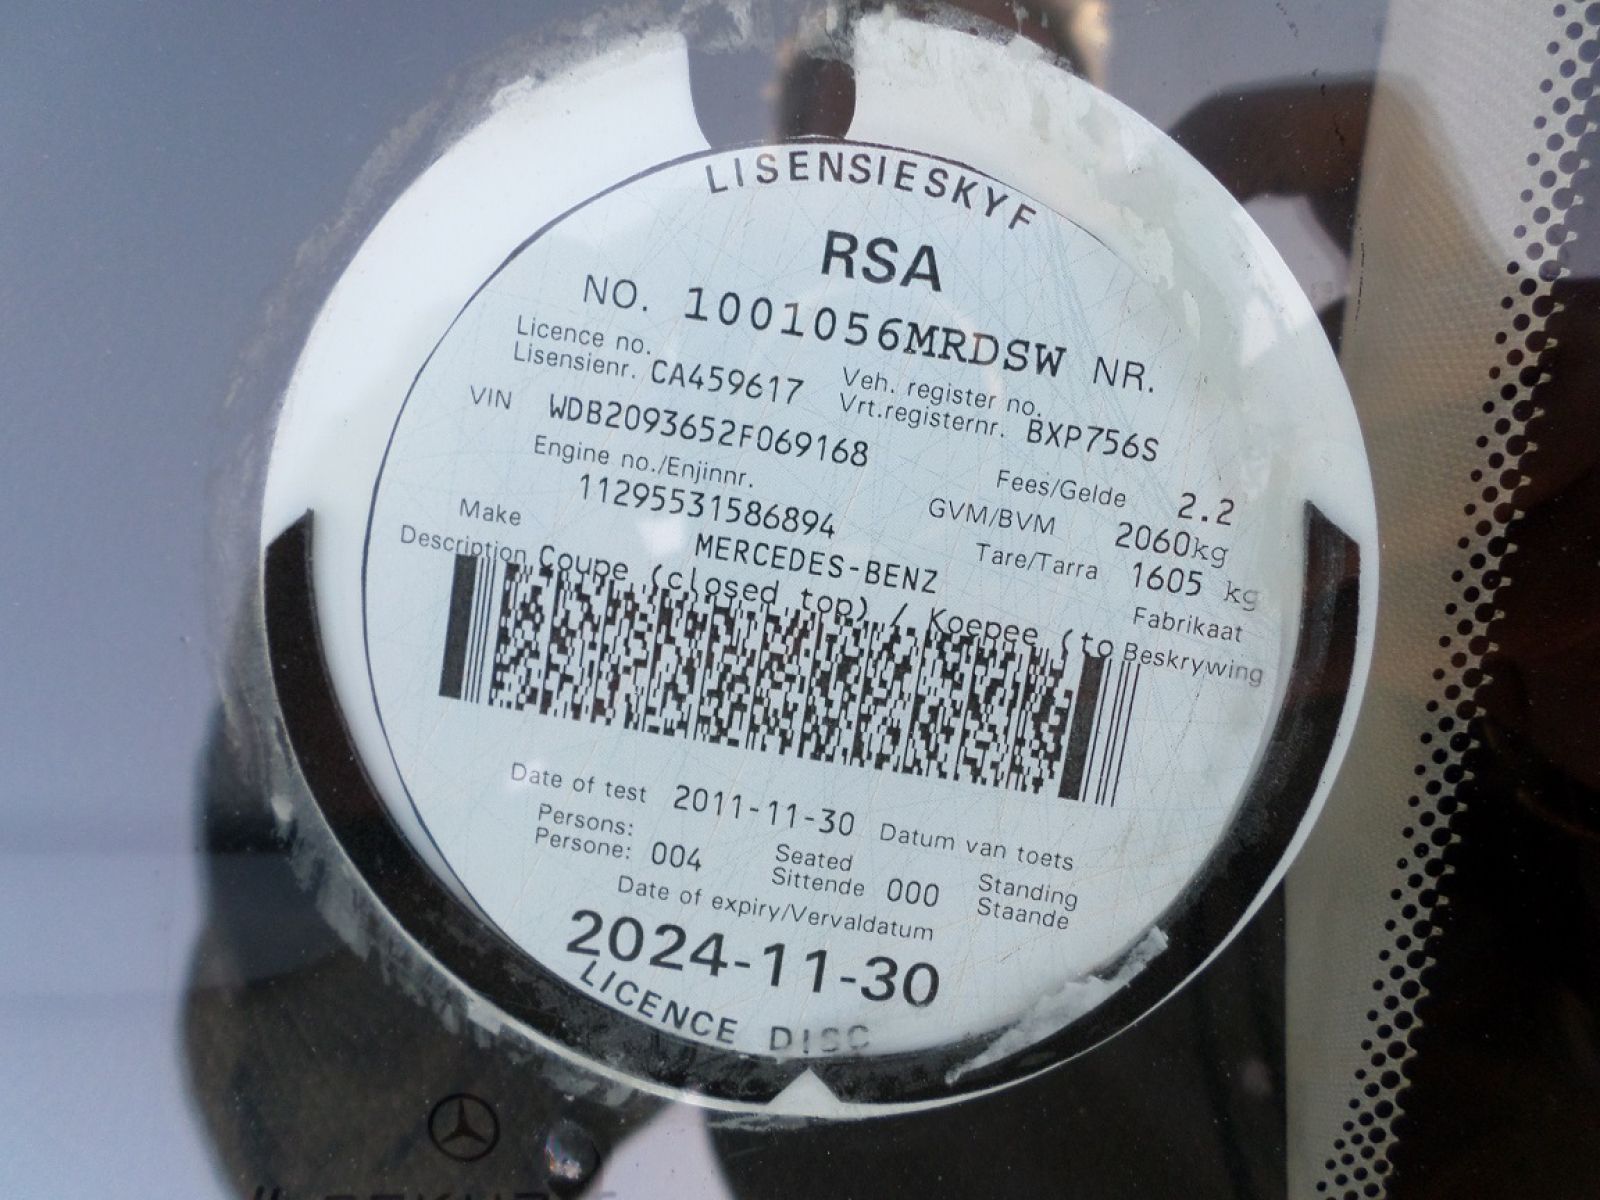 LISENSIESKYF
RSA
NO. 1001056MRDSW NR.
Licence no.
Lisensienr. CA459617
Veh. register no.
Vrt.registernr. BXP756S
VIN WDB2093652F069168
Engine no./Enjinnr.
11295531586894
Fees/Gelde 2.2
GVM/BVM 2060kg
Tare/Tarra 1605 kg
Make MERCEDES-BENZ Fabrikaat
Description Coupe (closed top) / Koepee (to Beskrywing
Date of test 2011-11-30 Datum van toets
Persons:
Persone: 004
Seated
Sittende 000
Standing
Staande
Date of expiry/Vervaldatum
2024-11-30
LICENCE DISC